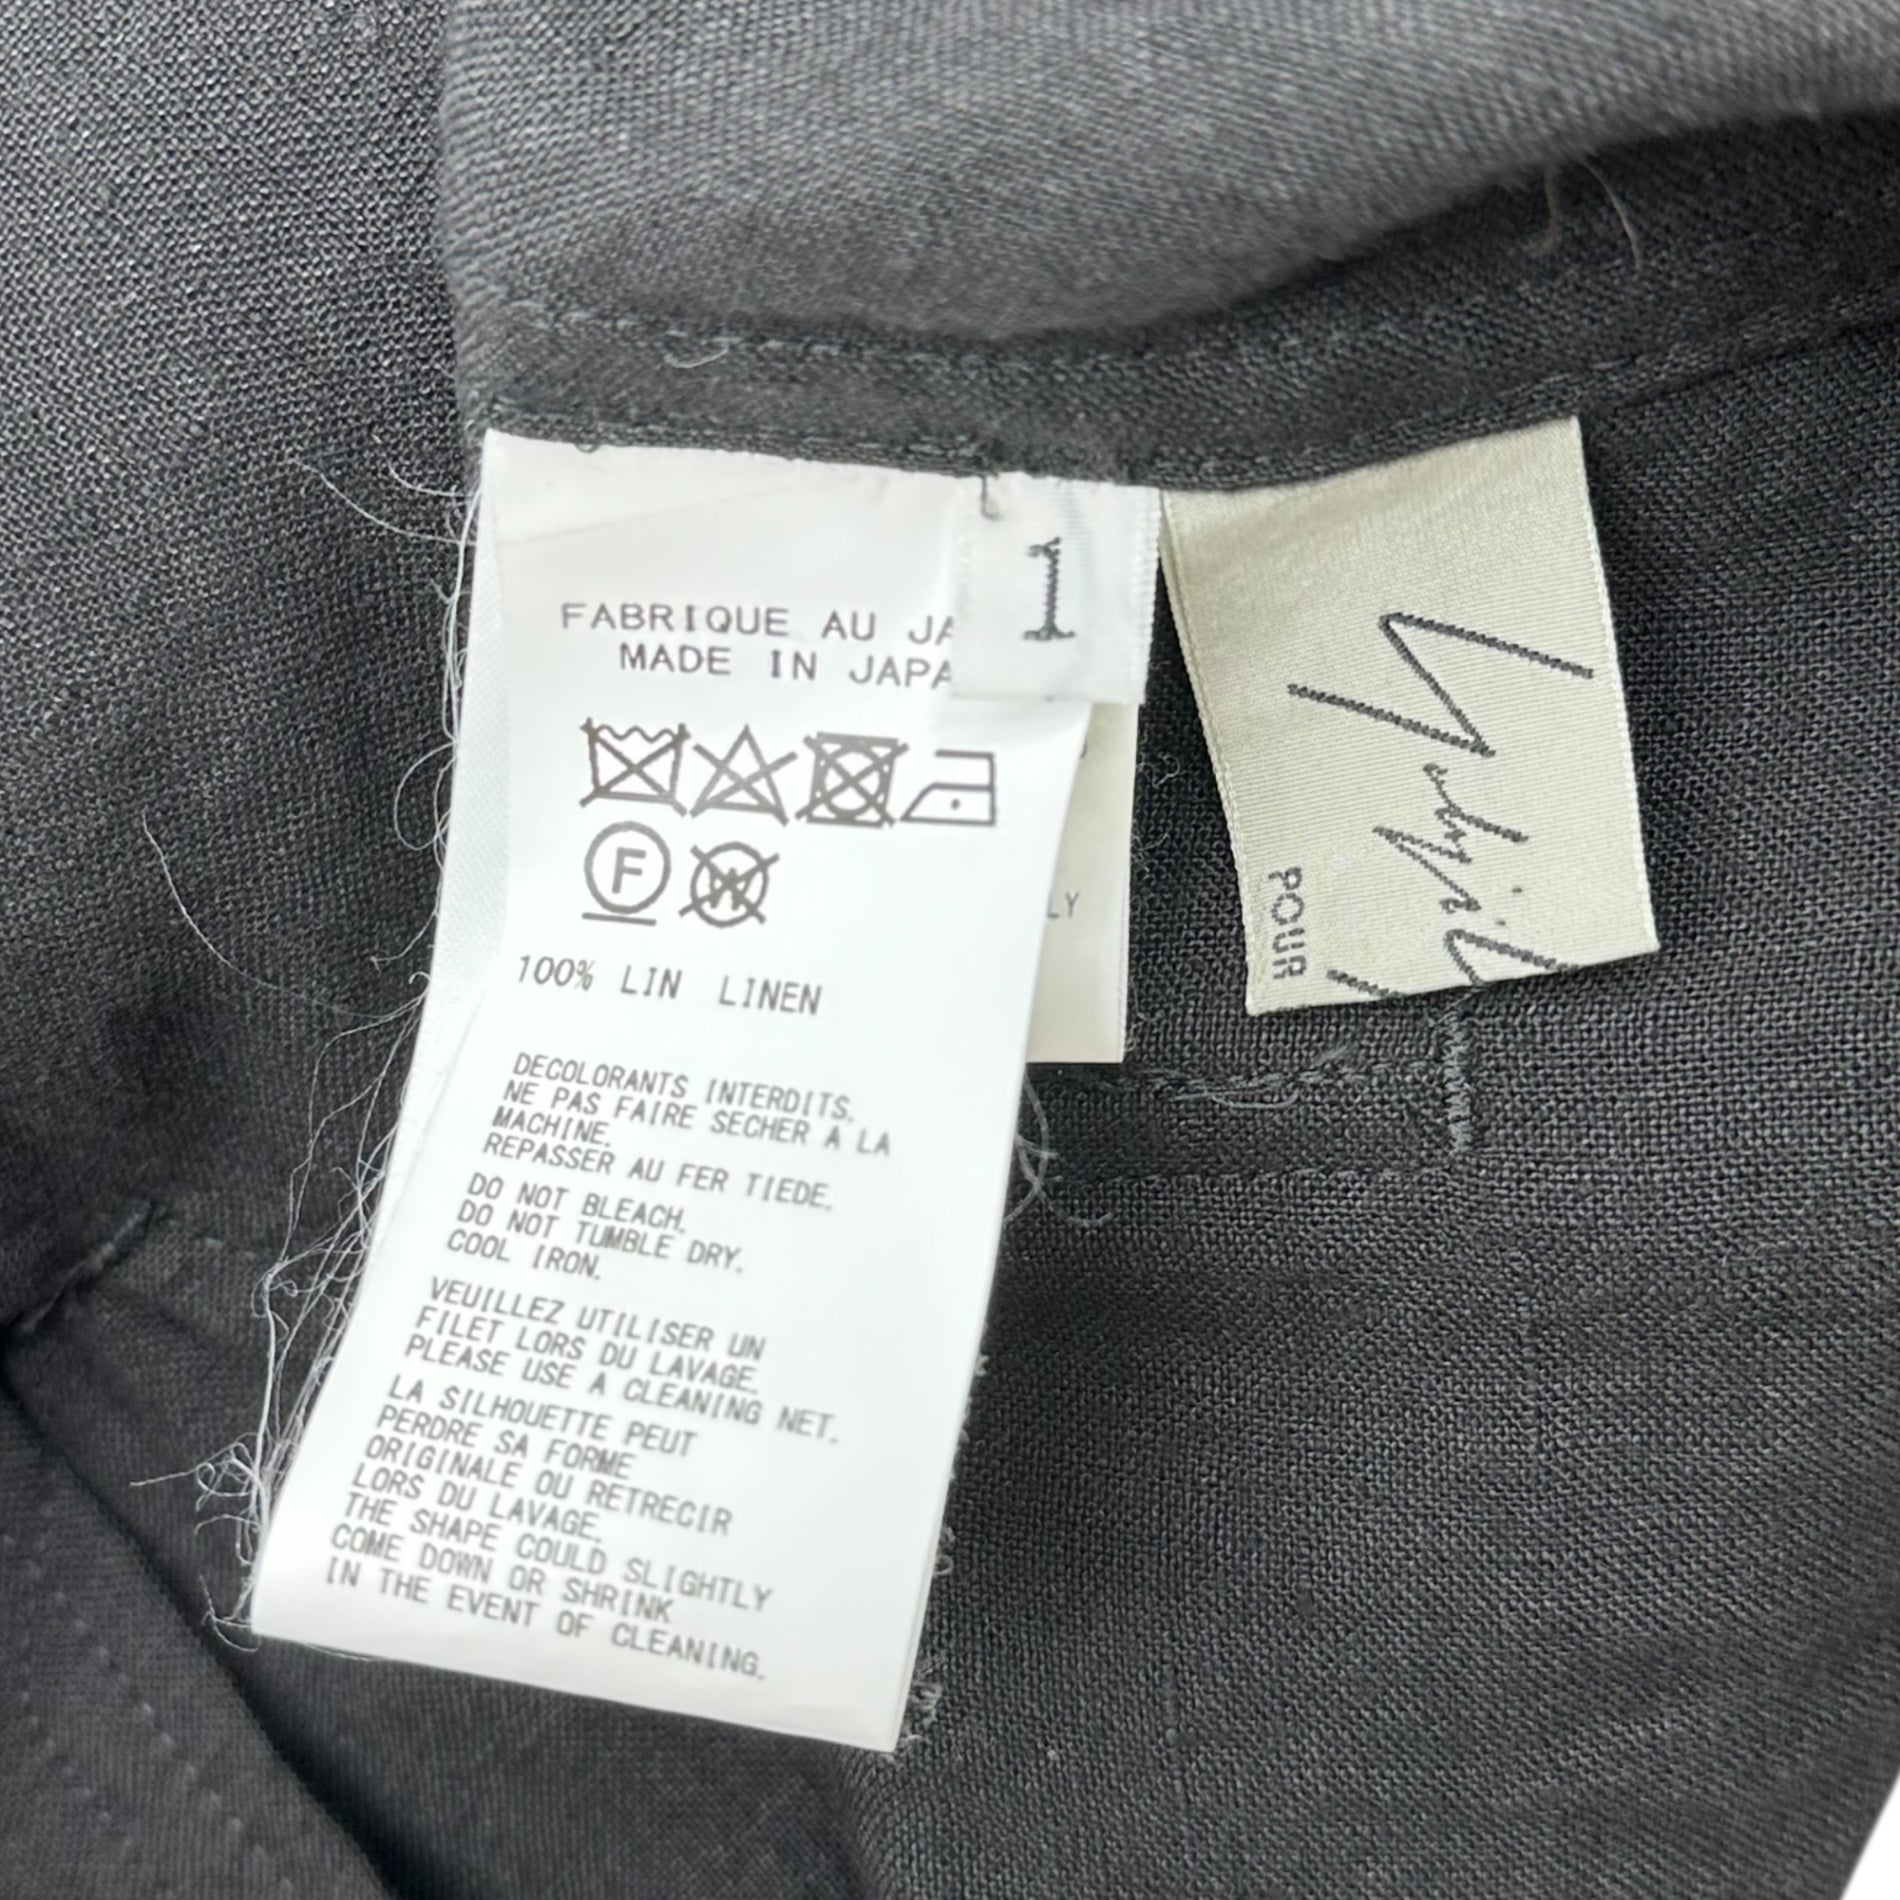 FABRIQUE AU JA
MADE IN JAPA
1
F
W
100% LIN LINEN
DECOLORANTS INTERDITS.
NE PAS FAIRE SECHER A LA
MACHINE.
REPASSER AU FER TIEDE.
DO NOT BLEACH.
DO NOT TUMBLE DRY.
COOL IRON.
VEUILLEZ UTILISER UN
FILET LORS DU LAVAGE.
PLEASE USE A CLEANING NET.
LA SILHOUETTE PEUT
PERDRE SA FORME
ORIGINALE OU RETRECIR
LORS DU LAVAGE.
THE SHAPE COULD SLIGHTLY
COME DOWN OR SHRINK
IN THE EVENT OF CLEANING.
LY
POUR